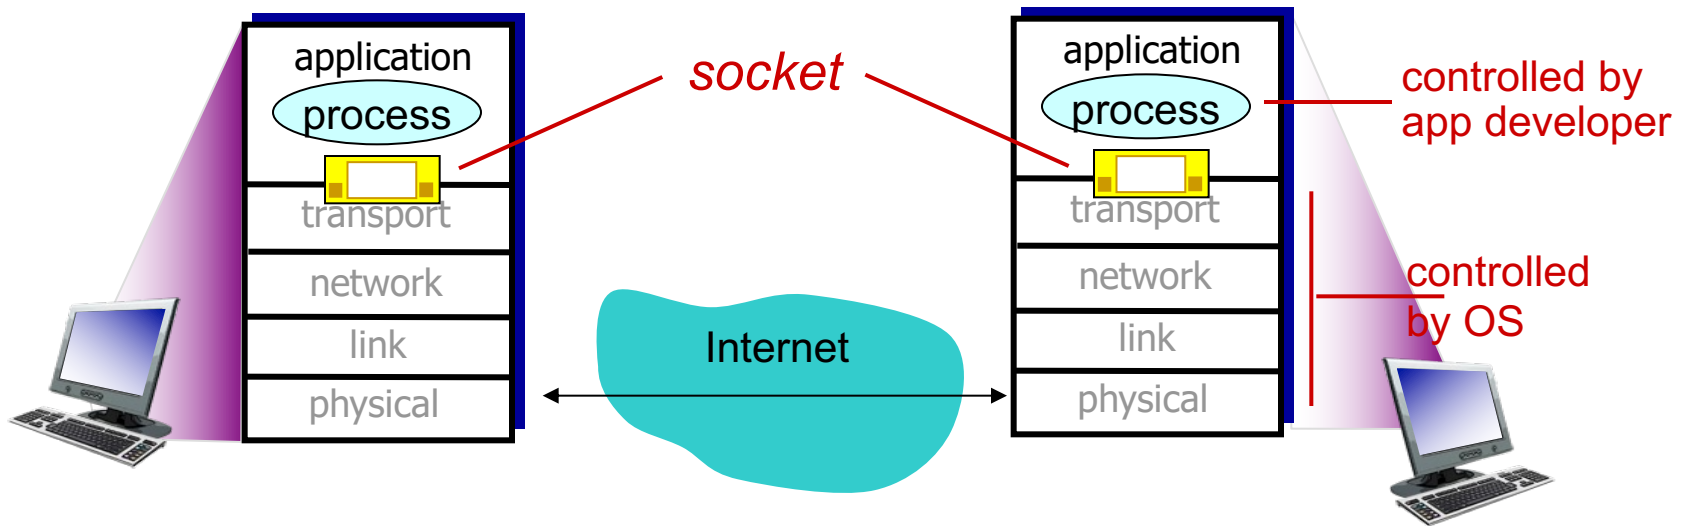 application
process
transport
network
link
physical
socket
Internet
application
process
transport
network
link
physical
controlled by
app developer
controlled
by OS